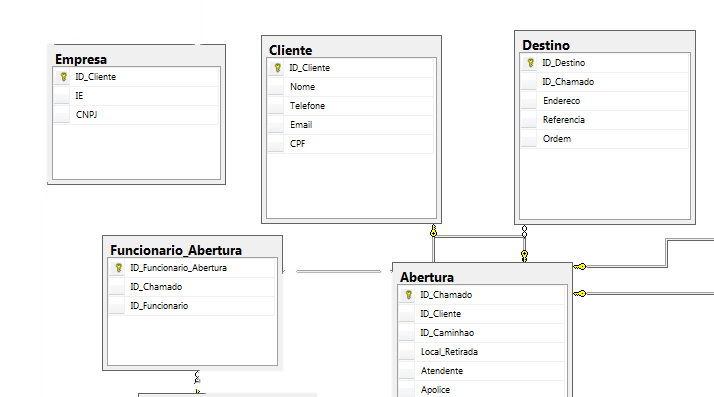 Empresa
ID_Cliente
IE
CNPJ
Cliente
ID_Cliente
Nome
Telefone
Email
CPF
Destino
ID_Destino
ID_Chamado
Endereco
Referencia
Ordem
Funcionario_Abertura
ID_Funcionario_Abertura
ID_Chamado
ID_Funcionario
Abertura
ID_Chamado
ID_Cliente
ID_Caminhao
Local_Retirada
Atendente
Apolice